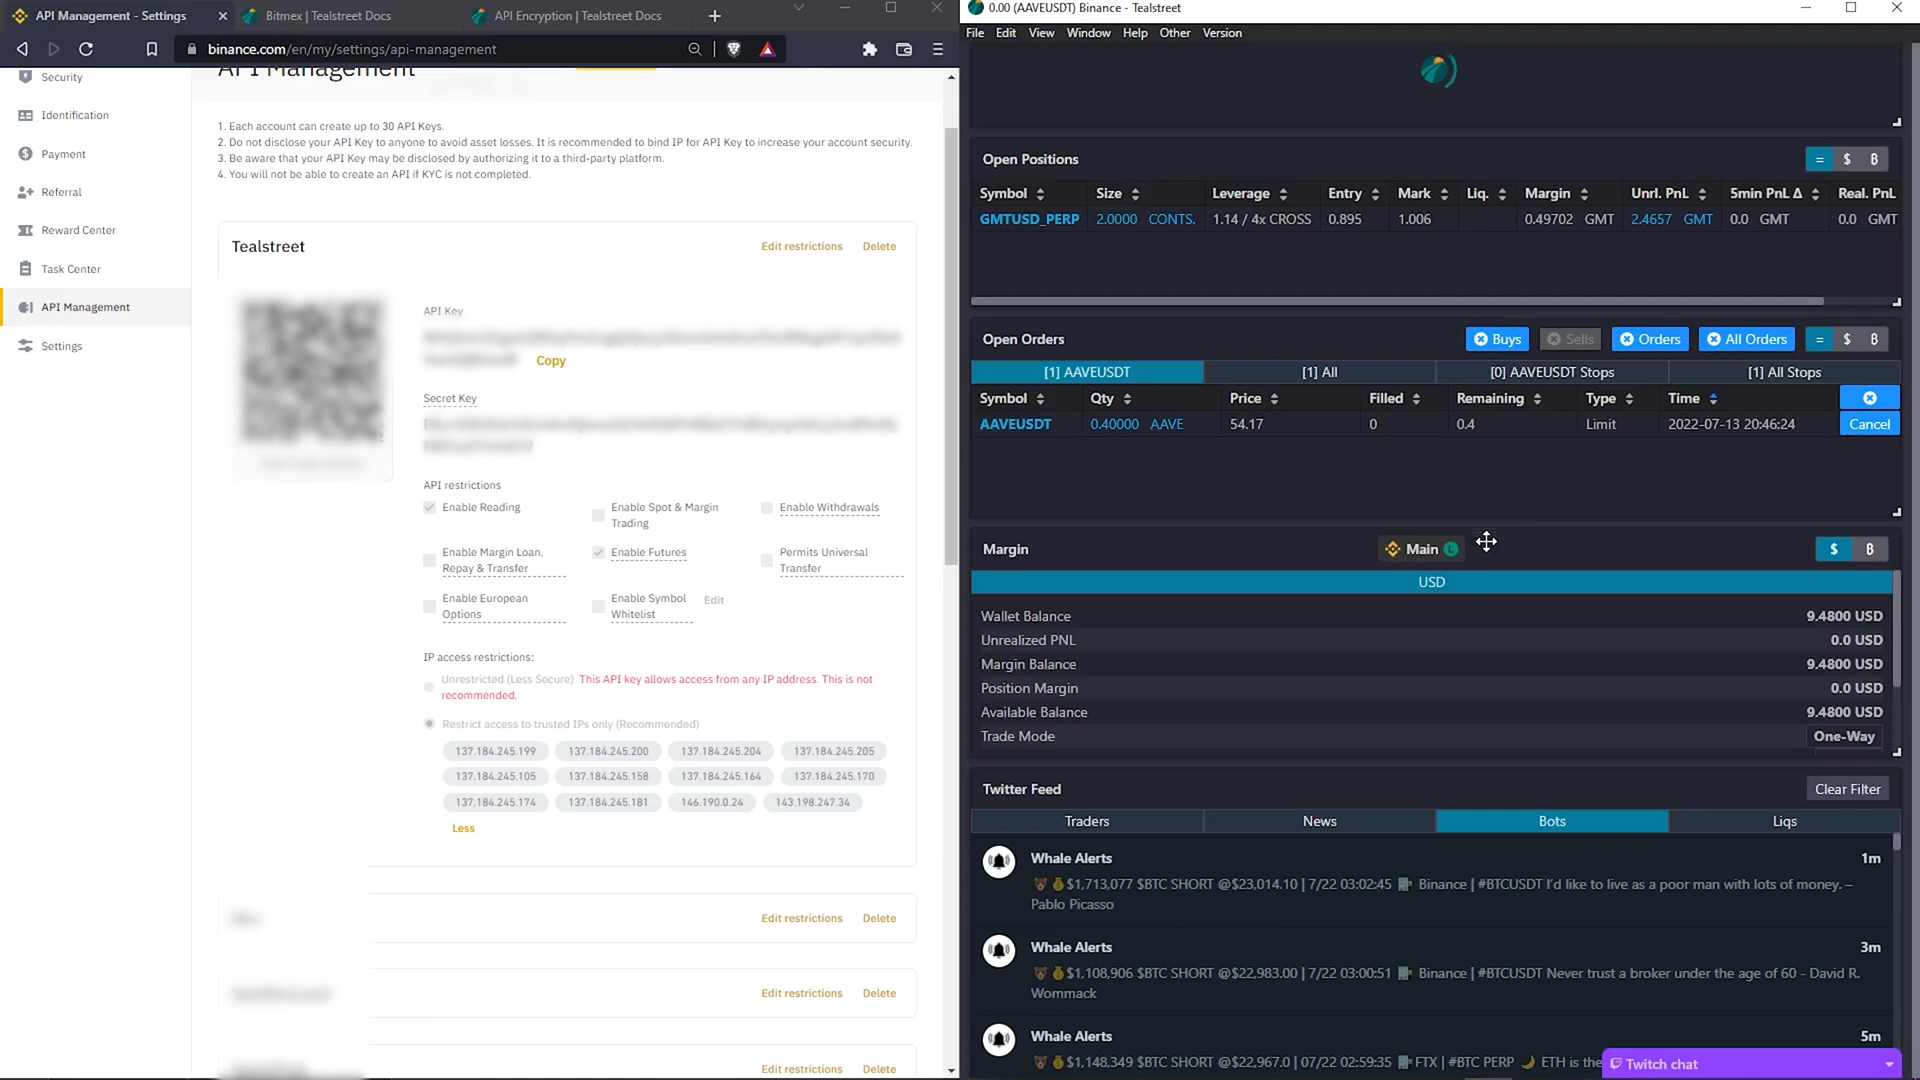 API Management - Settings
Bitmex | Tealstreet Docs
API Encryption | Tealstreet Docs
binance.com/en/my/settings/api-management
Security
Identification
Payment
Referral
Reward Center
Task Center
API Management
Settings
API Management
1. Each account can create up to 30 API Keys.
2. Do not disclose your API Key to anyone to avoid asset losses. It is recommended to bind IP for API Key to increase your account security.
3. Be aware that your API Key may be disclosed by authorizing it to a third-party platform.
4. You will not be able to create an API if KYC is not completed.
Tealstreet
Edit restrictions Delete
API Key
Copy
Secret Key
API restrictions
Enable Reading
Enable Spot & Margin
Trading
Enable Withdrawals
Enable Margin Loan,
Repay & Transfer
Enable Futures
Permits Universal
Transfer
Enable European
Options
Enable Symbol
Whitelist
Edit
IP access restrictions:
Unrestricted (Less Secure) This API key allows access from any IP address. This is not
recommended.
Restrict access to trusted IPs only (Recommended)
137.184.245.199 137.184.245.200 137.184.245.204 137.184.245.205
137.184.245.105 137.184.245.158 137.184.245.164 137.184.245.170
137.184.245.174 137.184.245.181 146.190.0.24 143.198.247.34
Less
Edit restrictions Delete
Edit restrictions Delete
Edit restrictions Delete
0.00 (AAVEUSDT) Binance - Tealstreet
File Edit View Window Help Other Version
Open Positions
= $ ฿
Symbol Size Leverage Entry Mark Liq. Margin Unrl. PnL 5min PnL Δ Real. PnL
GMTUSD_PERP 2.0000 CONTS. 1.14 / 4x CROSS 0.895 1.006 0.49702 GMT 2.4657 GMT 0.0 GMT 0.0 GMT
Open Orders
Buys Sells Orders All Orders = $ ฿
[1] AAVEUSDT [1] All [0] AAVEUSDT Stops [1] All Stops
Symbol Qty Price Filled Remaining Type Time
AAVEUSDT 0.40000 AAVE 54.17 0 0.4 Limit 2022-07-13 20:46:24 Cancel
Margin
Main L
$ ฿
USD
Wallet Balance 9.4800 USD
Unrealized PNL 0.0 USD
Margin Balance 9.4800 USD
Position Margin 0.0 USD
Available Balance 9.4800 USD
Trade Mode One-Way
Twitter Feed Clear Filter
Traders News Bots Liqs
Whale Alerts 1m
$1,713,077 $BTC SHORT @$23,014.10 | 7/22 03:02:45 Binance | #BTCUSDT I'd like to live as a poor man with lots of money. –
Pablo Picasso
Whale Alerts 3m
$1,108,906 $BTC SHORT @$22,983.00 | 7/22 03:00:51 Binance | #BTCUSDT Never trust a broker under the age of 60 - David R.
Wommack
Whale Alerts 5m
$1,148,349 $BTC SHORT @$22,967.0 | 07/22 02:59:35 FTX | #BTC PERP ETH is the
Twitch chat